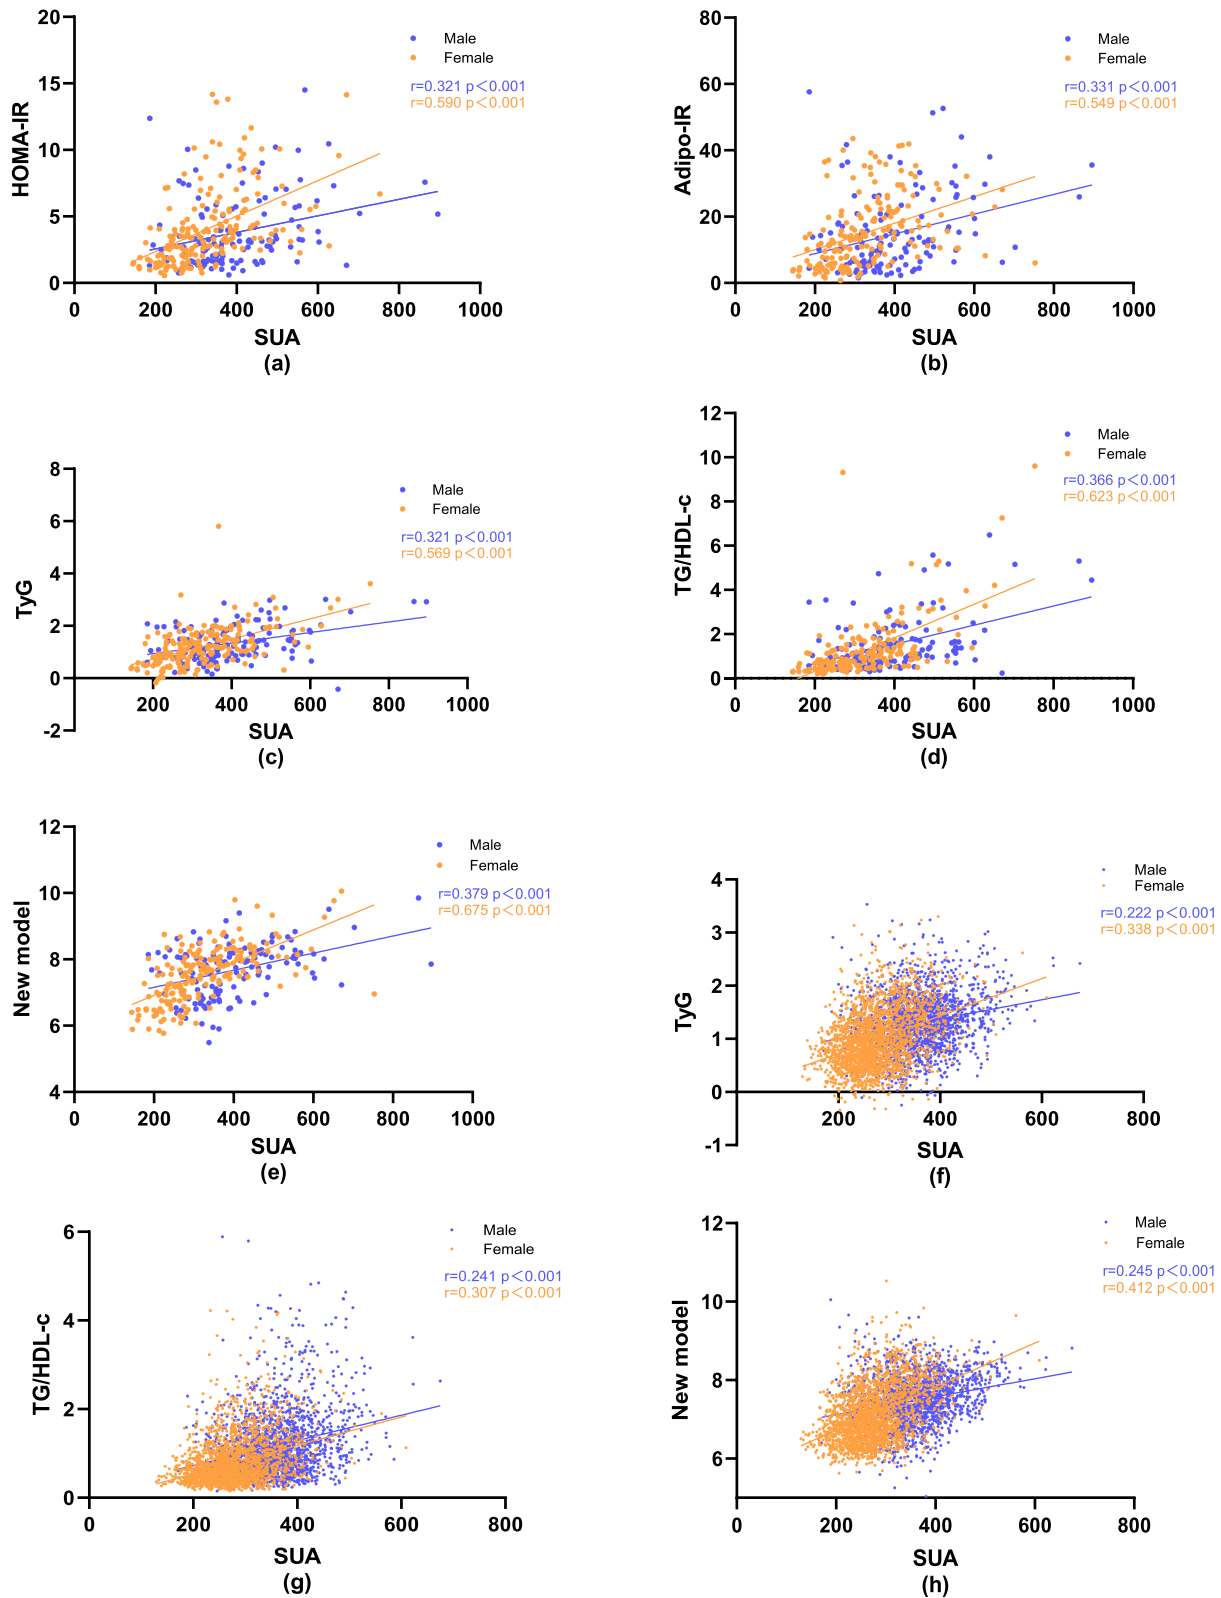 20
15
10
5
0
HOMA-IR
Male
Female
r=0.321 p<0.001
r=0.590 p<0.001
0 200 400 600 800 1000
SUA
(a)
80
60
40
20
0
Adipo-IR
Male
Female
r=0.331 p<0.001
r=0.549 p<0.001
0 200 400 600 800 1000
SUA
(b)
8
6
4
2
0
-2
TyG
Male
Female
r=0.321 p<0.001
r=0.569 p<0.001
200 400 600 800 1000
SUA
(c)
12
10
8
6
4
2
0
TG/HDL-c
Male
Female
r=0.366 p<0.001
r=0.623 p<0.001
0 200 400 600 800 1000
SUA
(d)
12
10
8
6
4
New model
Male
Female
r=0.379 p<0.001
r=0.675 p<0.001
0 200 400 600 800 1000
SUA
(e)
4
3
2
1
0
-1
TyG
Male
Female
r=0.222 p<0.001
r=0.338 p<0.001
200 400 600 800
SUA
(f)
6
4
2
0
TG/HDL-c
Male
Female
r=0.241 p<0.001
r=0.307 p<0.001
0 200 400 600 800
SUA
(g)
12
10
8
6
New model
Male
Female
r=0.245 p<0.001
r=0.412 p<0.001
0 200 400 600 800
SUA
(h)